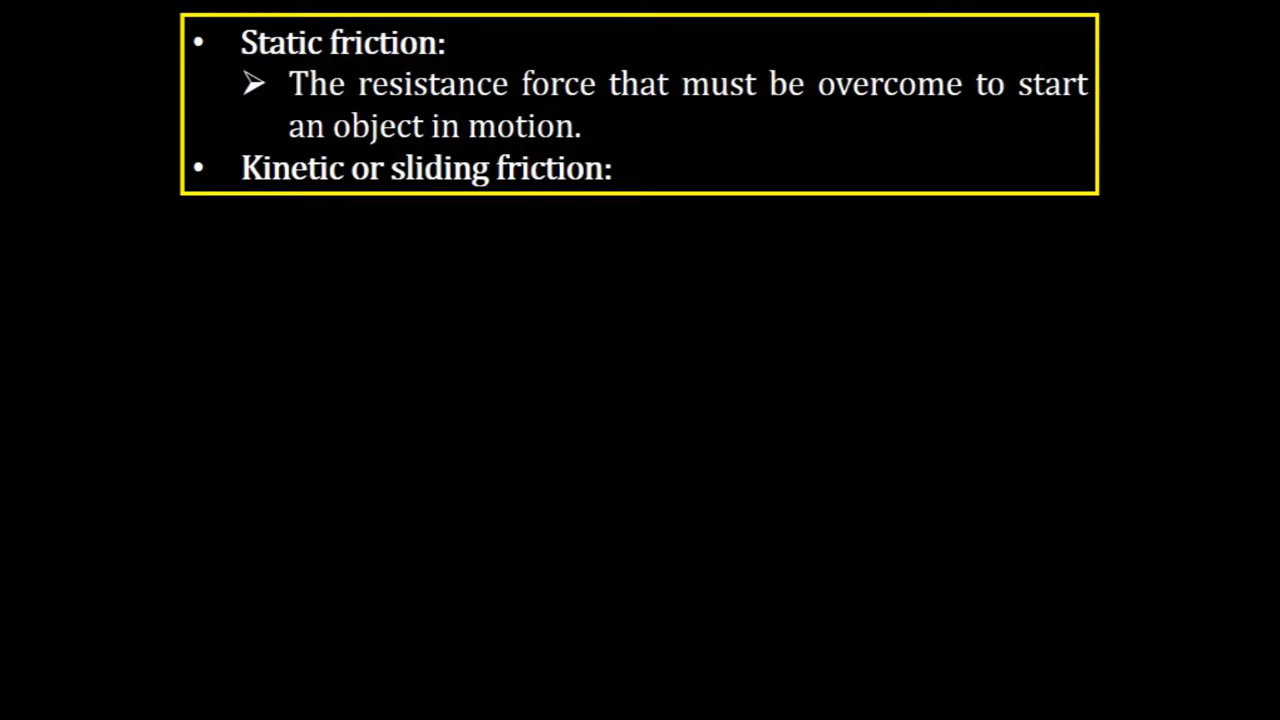 • Static friction:
➢ The resistance force that must be overcome to start
an object in motion.
• Kinetic or sliding friction: